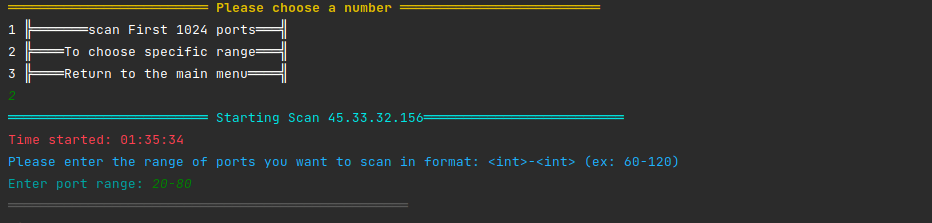 Please choose a number
1 scan First 1024 ports
2 To choose specific range
3 Return to the main menu
2
Starting Scan 45.33.32.156
Time started: 01:35:34
Please enter the range of ports you want to scan in format: <int>-<int> (ex: 60-120)
Enter port range: 20-80